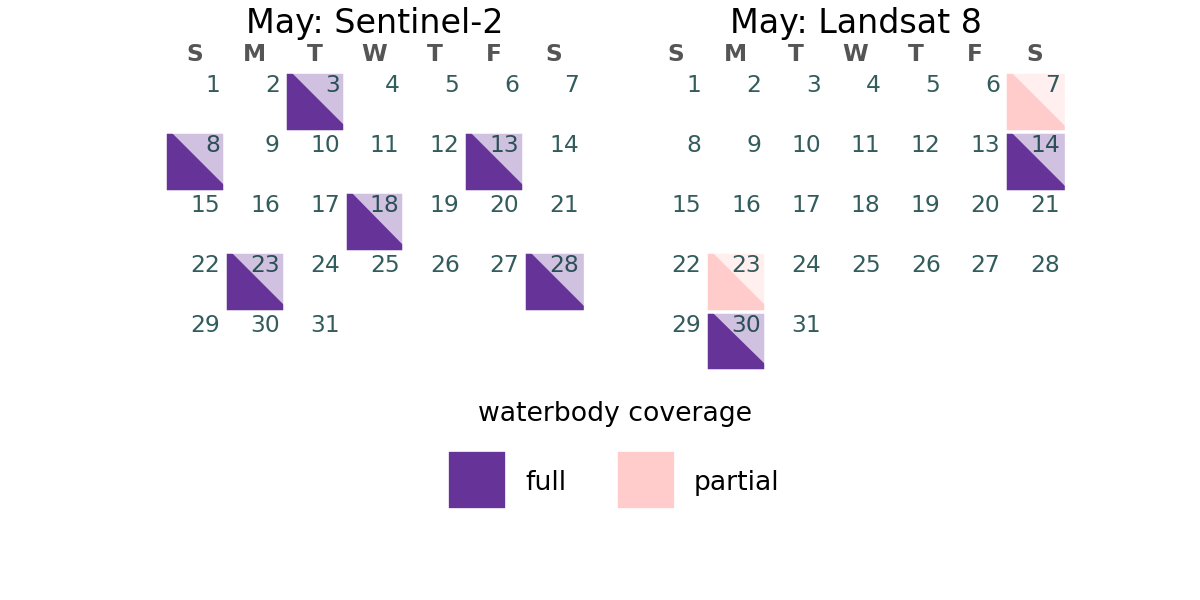 May: Sentinel-2
S M T W T F S
1 2 3 4 5 6 7
8 9 10 11 12 13 14
15 16 17 18 19 20 21
22 23 24 25 26 27 28
29 30 31
May: Landsat 8
S M T W T F S
1 2 3 4 5 6 7
8 9 10 11 12 13 14
15 16 17 18 19 20 21
22 23 24 25 26 27 28
29 30 31
waterbody coverage
full
partial